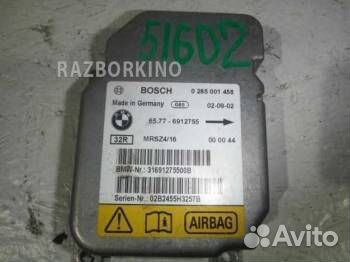 51602
RAZBORKINO
BOSCH 0 285 001 458
Made in Germany 02-09-02
65.77 - 6912755
32R MRSZ4/16 00 00 44
BMW-Nr.: 31691275500B
Serien-Nr.: 02B2455H3257B
AIRBAG
Avito